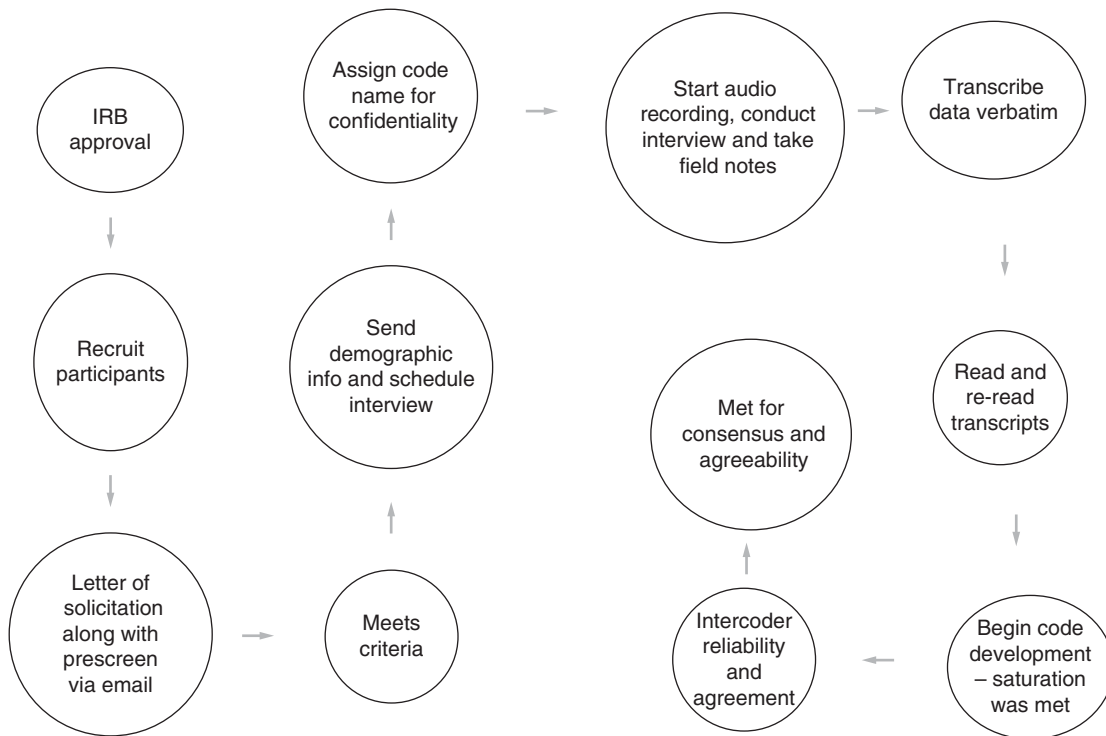 IRB
approval
Recruit
participants
Letter of
solicitation
along with
prescreen
via email
Meets
criteria
Send
demographic
info and schedule
interview
Assign code
name for
confidentiality
Start audio
recording, conduct
interview and take
field notes
Transcribe
data verbatim
Read and
re-read
transcripts
Begin code
development
– saturation
was met
Intercoder
reliability
and
agreement
Met for
consensus and
agreeability